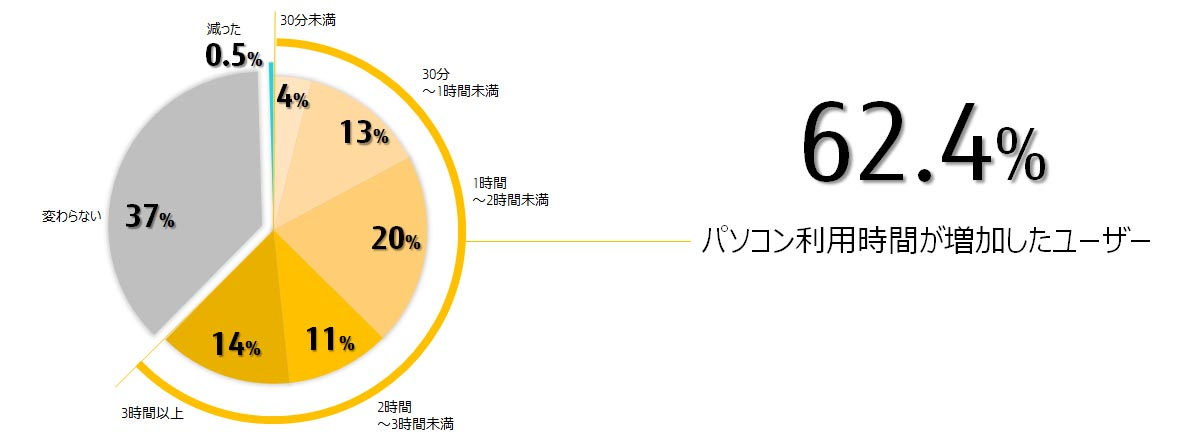 減った
0.5%
30分未満
4%
30分
～1時間未満
13%
1時間
～2時間未満
20%
11%
2時間
～3時間未満
14%
3時間以上
変わらない
37%
62.4%
パソコン利用時間が増加したユーザー